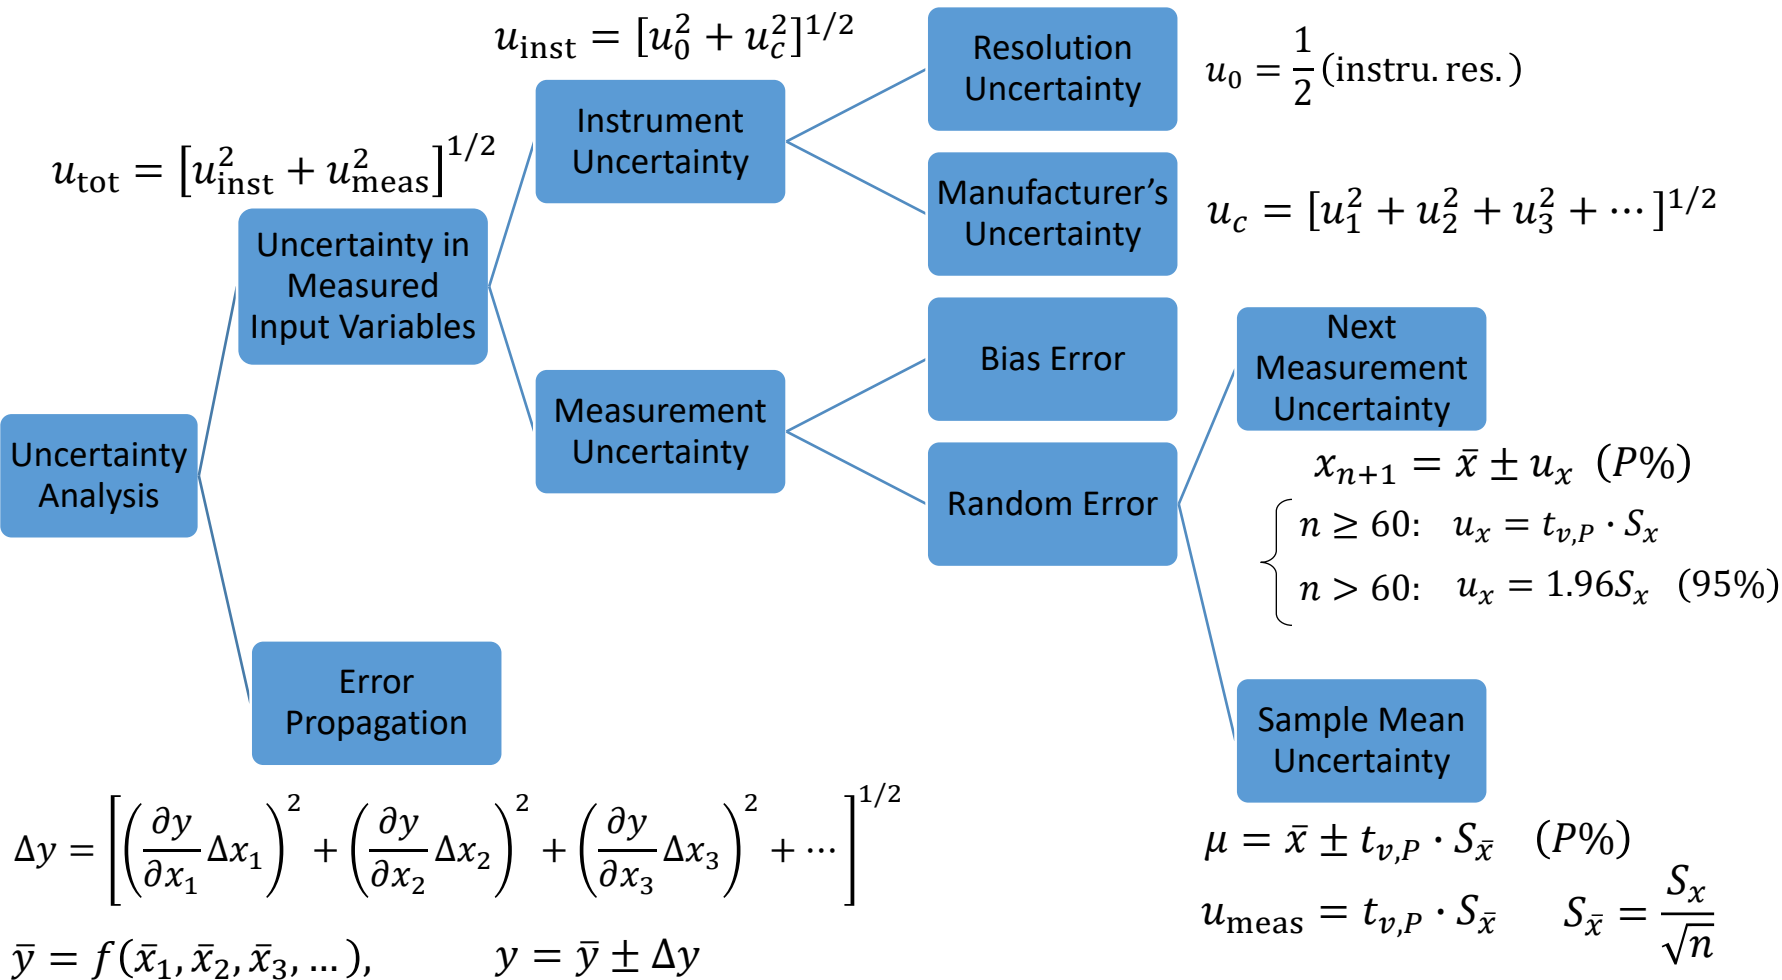 u_inst = [u_0^2 + u_c^2]^{1/2}
Resolution
Uncertainty
u_0 = 1/2 (instru. res.)
Instrument
Uncertainty
u_tot = [u_inst^2 + u_meas^2]^{1/2}
Manufacturer's
Uncertainty
u_c = [u_1^2 + u_2^2 + u_3^2 + ⋯]^{1/2}
Uncertainty in
Measured
Input Variables
Bias Error
Next
Measurement
Uncertainty
Measurement
Uncertainty
Uncertainty
Analysis
Random Error
x_{n+1} = x̄ ± u_x (P%)
n ≥ 60: u_x = t_{v,P} · S_x
n > 60: u_x = 1.96S_x (95%)
Error
Propagation
Sample Mean
Uncertainty
Δy = [(∂y/∂x_1 Δx_1)^2 + (∂y/∂x_2 Δx_2)^2 + (∂y/∂x_3 Δx_3)^2 + ⋯]^{1/2}
μ = x̄ ± t_{v,P} · S_x̄ (P%)
u_meas = t_{v,P} · S_x̄ S_x̄ = S_x/√n
ȳ = f(x̄_1, x̄_2, x̄_3, …), y = ȳ ± Δy